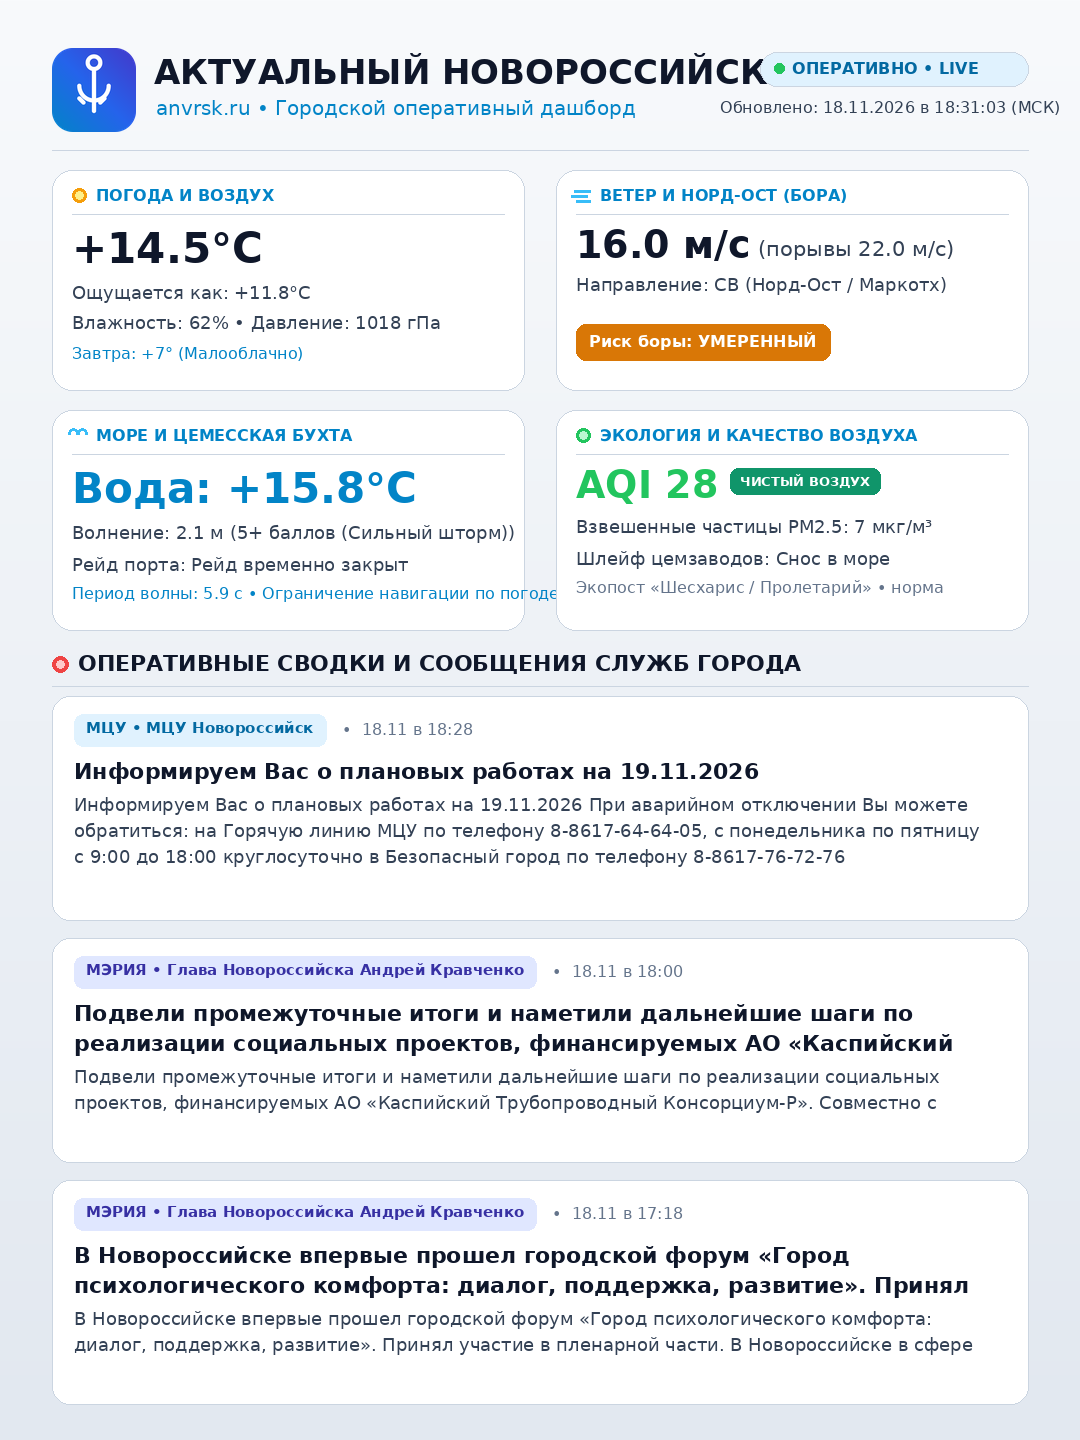 АКТУАЛЬНЫЙ НОВОРОССИЙСК
ОПЕРАТИВНО • LIVE
anvrsk.ru • Городской оперативный дашборд
Обновлено: 18.11.2026 в 18:31:03 (МСК)
ПОГОДА И ВОЗДУХ
+14.5°C
Ощущается как: +11.8°C
Влажность: 62% • Давление: 1018 гПа
Завтра: +7° (Малооблачно)
ВЕТЕР И НОРД-ОСТ (БОРА)
16.0 м/с (порывы 22.0 м/с)
Направление: СВ (Норд-Ост / Маркотх)
Риск боры: УМЕРЕННЫЙ
МОРЕ И ЦЕМЕССКАЯ БУХТА
Вода: +15.8°C
Волнение: 2.1 м (5+ баллов (Сильный шторм))
Рейд порта: Рейд временно закрыт
Период волны: 5.9 с • Ограничение навигации по погоде
ЭКОЛОГИЯ И КАЧЕСТВО ВОЗДУХА
AQI 28 ЧИСТЫЙ ВОЗДУХ
Взвешенные частицы PM2.5: 7 мкг/м³
Шлейф цемзаводов: Снос в море
Экопост «Шесхарис / Пролетарий» • норма
ОПЕРАТИВНЫЕ СВОДКИ И СООБЩЕНИЯ СЛУЖБ ГОРОДА
МЦУ • МЦУ Новороссийск • 18.11 в 18:28
Информируем Вас о плановых работах на 19.11.2026
Информируем Вас о плановых работах на 19.11.2026 При аварийном отключении Вы можете
обратиться: на Горячую линию МЦУ по телефону 8-8617-64-64-05, с понедельника по пятницу
с 9:00 до 18:00 круглосуточно в Безопасный город по телефону 8-8617-76-72-76
МЭРИЯ • Глава Новороссийска Андрей Кравченко • 18.11 в 18:00
Подвели промежуточные итоги и наметили дальнейшие шаги по
реализации социальных проектов, финансируемых АО «Каспийский
Подвели промежуточные итоги и наметили дальнейшие шаги по реализации социальных
проектов, финансируемых АО «Каспийский Трубопроводный Консорциум-Р». Совместно с
МЭРИЯ • Глава Новороссийска Андрей Кравченко • 18.11 в 17:18
В Новороссийске впервые прошел городской форум «Город
психологического комфорта: диалог, поддержка, развитие». Принял
В Новороссийске впервые прошел городской форум «Город психологического комфорта:
диалог, поддержка, развитие». Принял участие в пленарной части. В Новороссийске в сфере